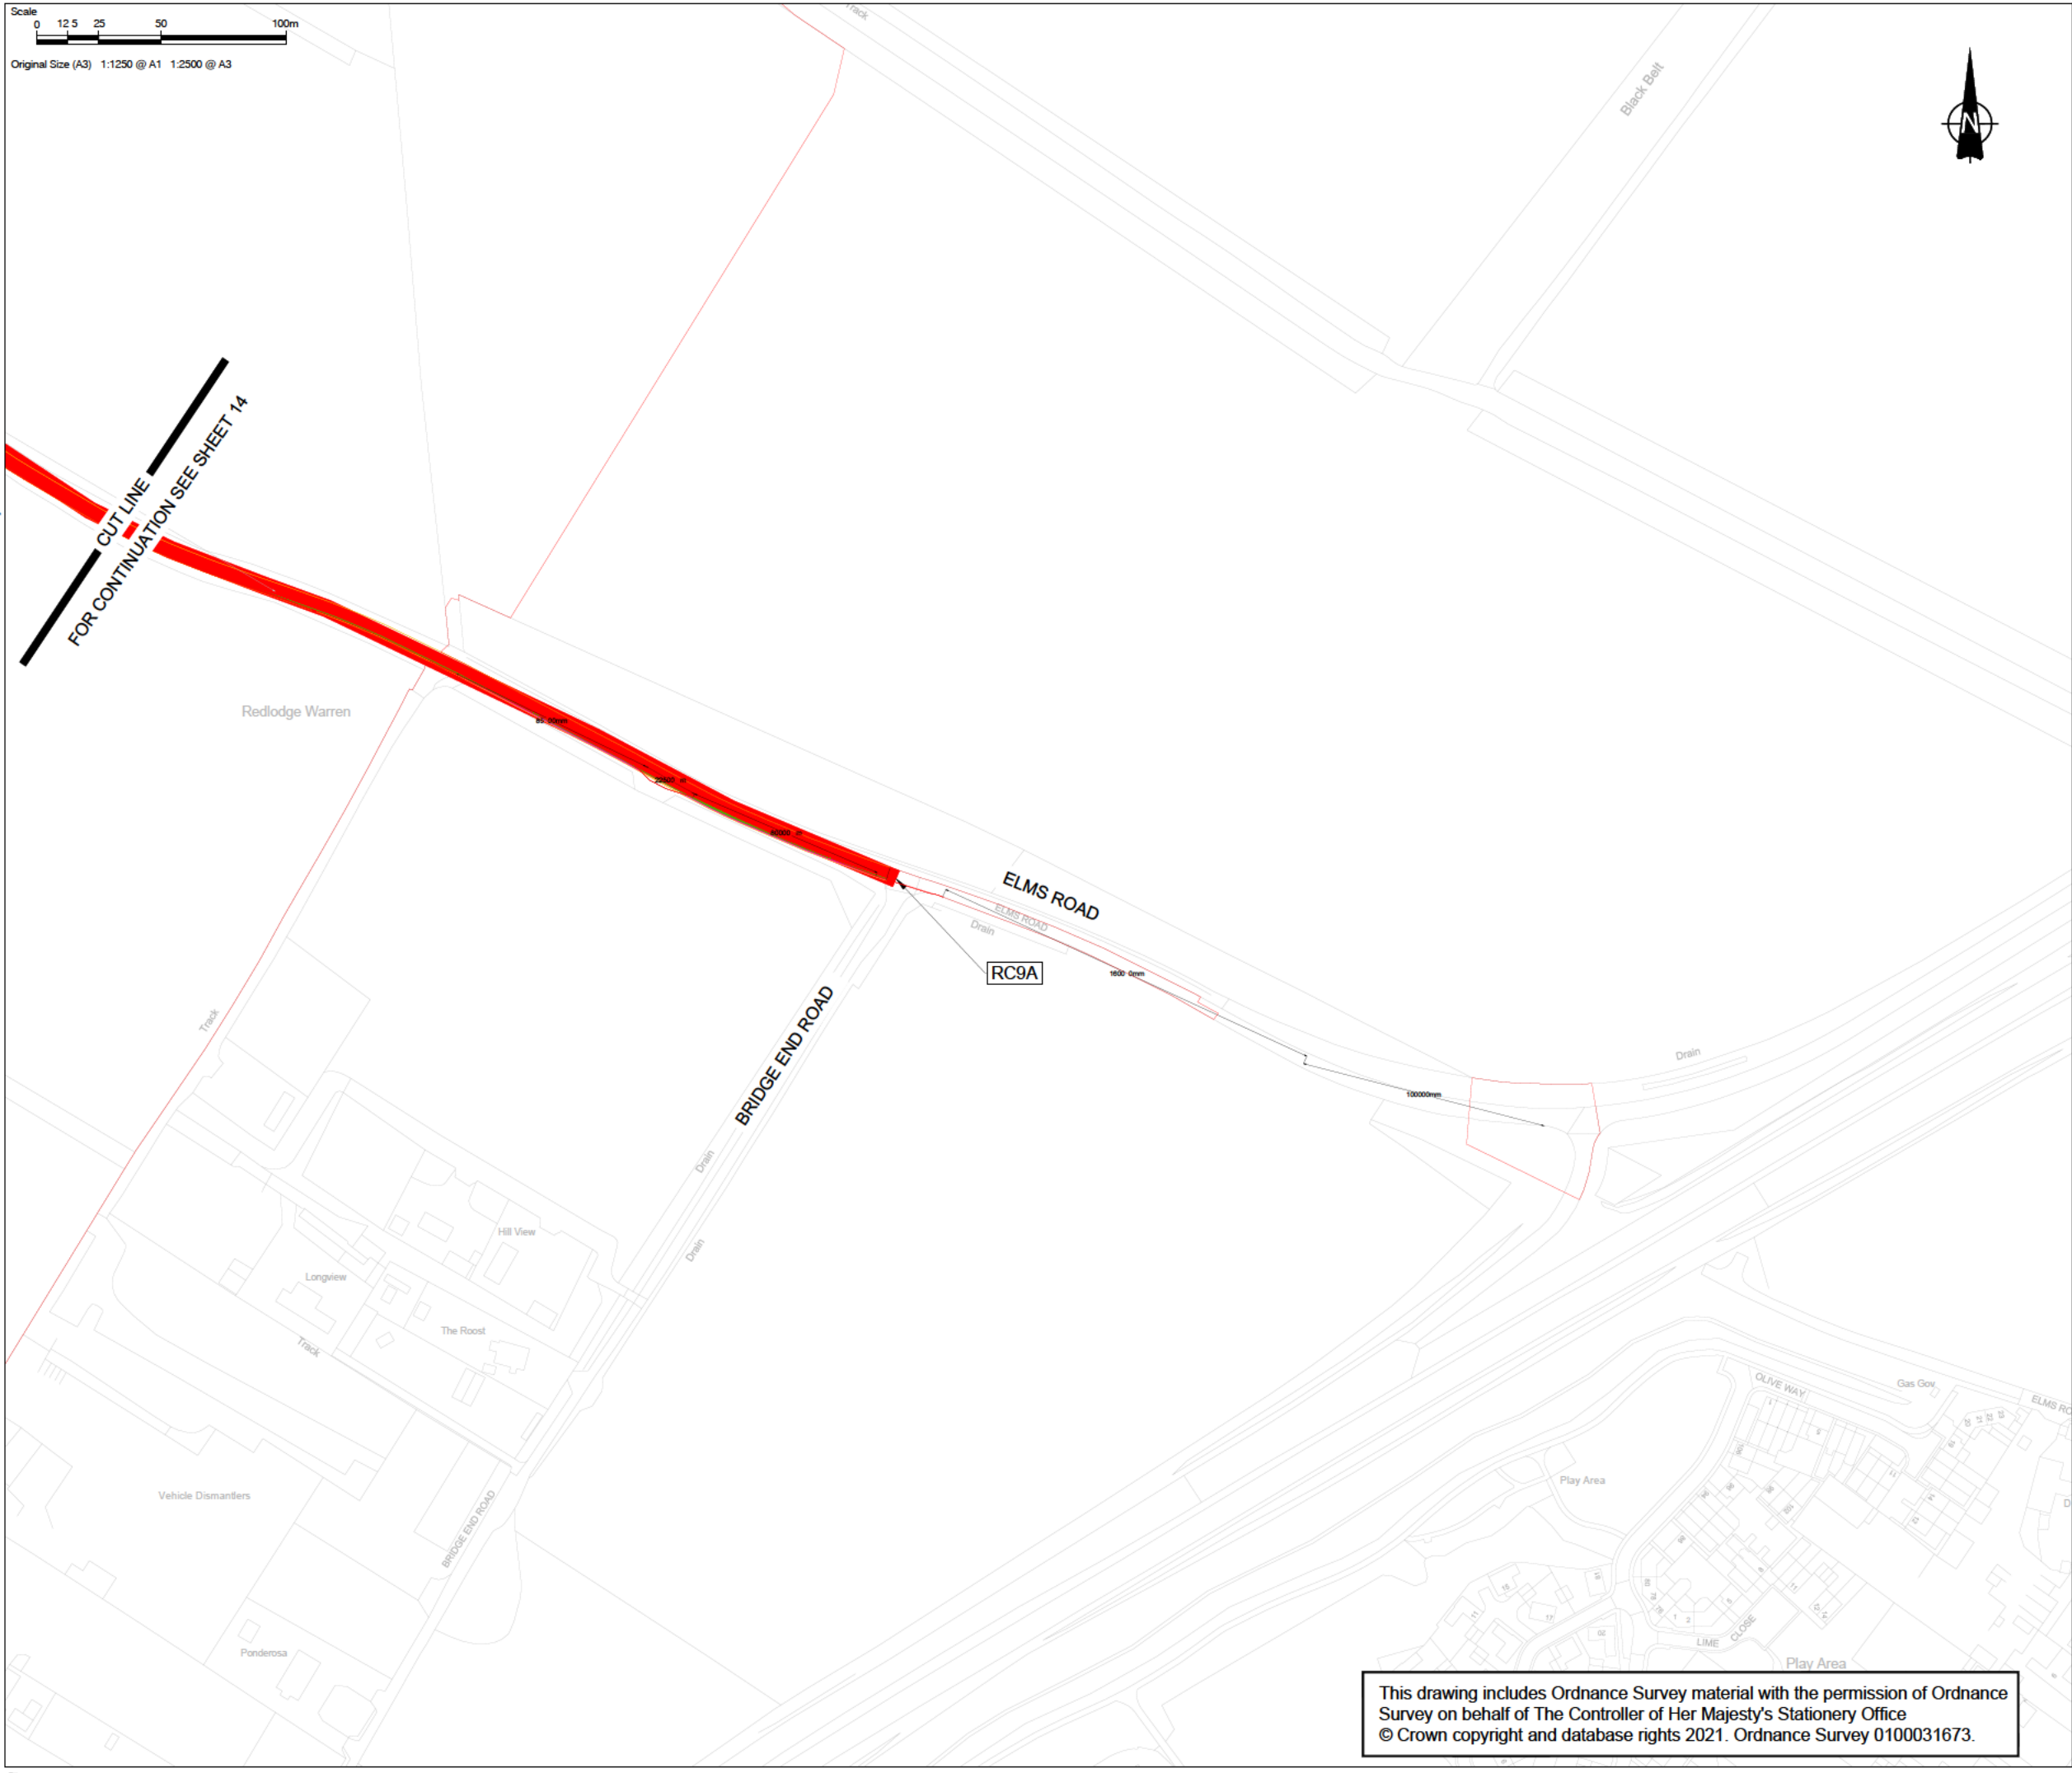 Scale
0 12 5 25 50 100m
Original Size (A3) 1:1250 @ A1 1:2500 @ A3
Track
Black Belt
N
CUT LINE
FOR CONTINUATION SEE SHEET 14
Redlodge Warren
ELMS ROAD
ELMS ROAD
Drain
RC9A
1600 0mm
100000mm
Drain
BRIDGE END ROAD
Track
Drain
Drain
Hill View
Longview
The Roost
Track
Vehicle Dismantlers
BRIDGE END ROAD
Ponderosa
OLIVE WAY
Gas Gov
Play Area
LIME CLOSE
Play Area
This drawing includes Ordnance Survey material with the permission of Ordnance
Survey on behalf of The Controller of Her Majesty's Stationery Office
© Crown copyright and database rights 2021. Ordnance Survey 0100031673.